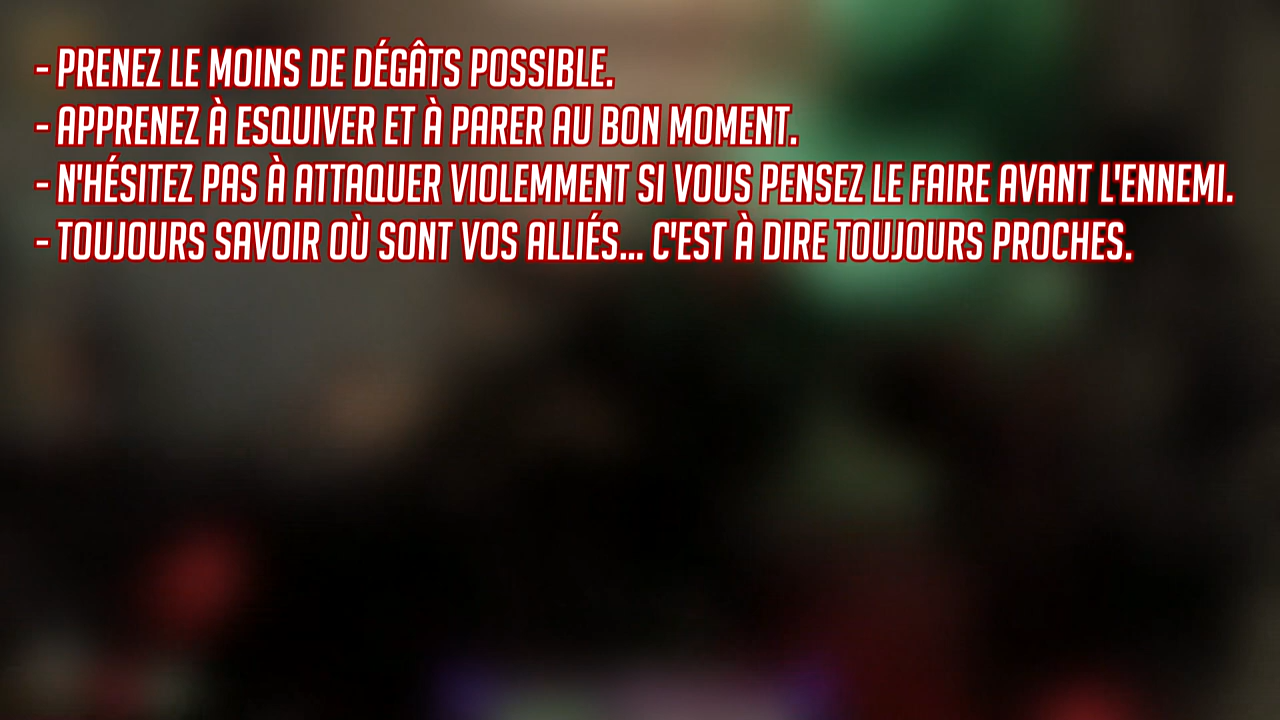 - PRENEZ LE MOINS DE DÉGÂTS POSSIBLE.
- APPRENEZ À ESQUIVER ET À PARER AU BON MOMENT.
- N'HÉSITEZ PAS À ATTAQUER VIOLEMMENT SI VOUS PENSEZ LE FAIRE AVANT L'ENNEMI.
- TOUJOURS SAVOIR OÙ SONT VOS ALLIÉS... C'EST À DIRE TOUJOURS PROCHES.